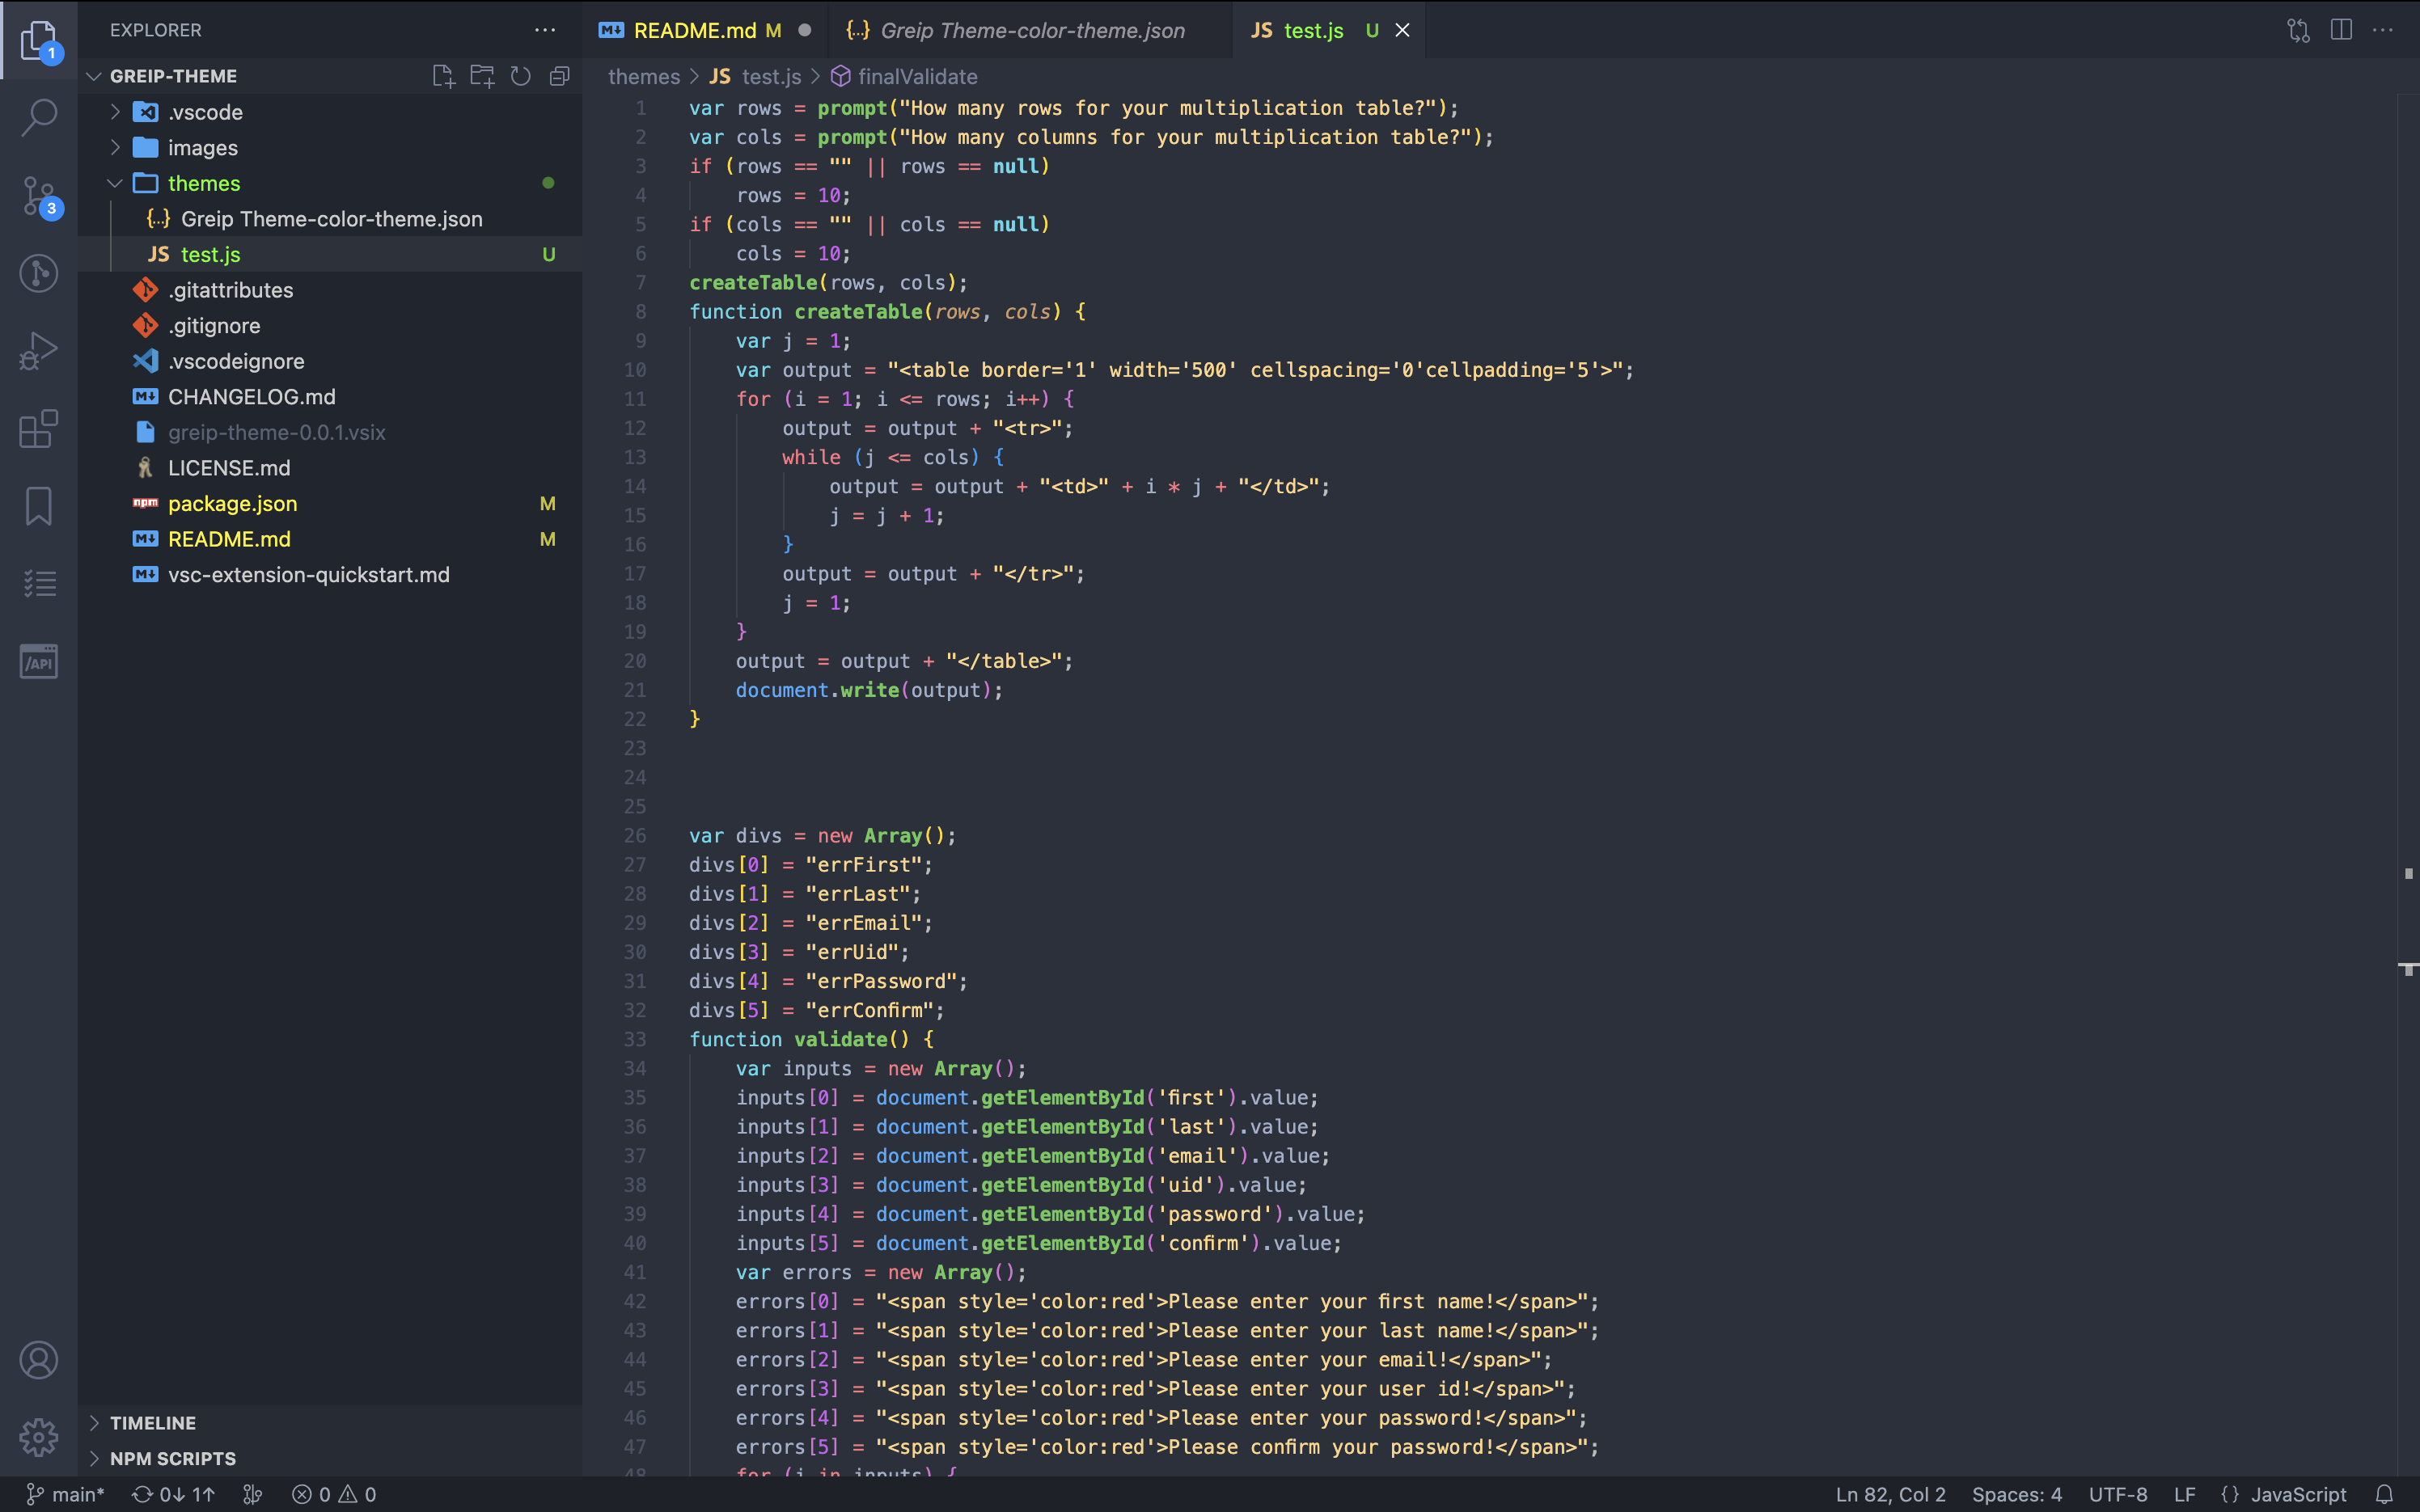 1
3
/API
EXPLORER
GREIP-THEME
.vscode
images
themes
{..} Greip Theme-color-theme.json
JS test.js U
.gitattributes
.gitignore
.vscodeignore
CHANGELOG.md
greip-theme-0.0.1.vsix
LICENSE.md
npm package.json M
README.md M
vsc-extension-quickstart.md
TIMELINE
NPM SCRIPTS
README.md M
{..} Greip Theme-color-theme.json
JS test.js U
themes > JS test.js > finalValidate
1 var rows = prompt("How many rows for your multiplication table?");
2 var cols = prompt("How many columns for your multiplication table?");
3 if (rows == "" || rows == null)
4     rows = 10;
5 if (cols == "" || cols == null)
6     cols = 10;
7 createTable(rows, cols);
8 function createTable(rows, cols) {
9     var j = 1;
10     var output = "<table border='1' width='500' cellspacing='0'cellpadding='5'>";
11     for (i = 1; i <= rows; i++) {
12         output = output + "<tr>";
13         while (j <= cols) {
14             output = output + "<td>" + i * j + "</td>";
15             j = j + 1;
16         }
17         output = output + "</tr>";
18         j = 1;
19     }
20     output = output + "</table>";
21     document.write(output);
22 }
23
24
25
26 var divs = new Array();
27 divs[0] = "errFirst";
28 divs[1] = "errLast";
29 divs[2] = "errEmail";
30 divs[3] = "errUid";
31 divs[4] = "errPassword";
32 divs[5] = "errConfirm";
33 function validate() {
34     var inputs = new Array();
35     inputs[0] = document.getElementById('first').value;
36     inputs[1] = document.getElementById('last').value;
37     inputs[2] = document.getElementById('email').value;
38     inputs[3] = document.getElementById('uid').value;
39     inputs[4] = document.getElementById('password').value;
40     inputs[5] = document.getElementById('confirm').value;
41     var errors = new Array();
42     errors[0] = "<span style='color:red'>Please enter your first name!</span>";
43     errors[1] = "<span style='color:red'>Please enter your last name!</span>";
44     errors[2] = "<span style='color:red'>Please enter your email!</span>";
45     errors[3] = "<span style='color:red'>Please enter your user id!</span>";
46     errors[4] = "<span style='color:red'>Please enter your password!</span>";
47     errors[5] = "<span style='color:red'>Please confirm your password!</span>";
48     for (i in inputs) {
main* 0↓ 1↑ 0 0
Ln 82, Col 2 Spaces: 4 UTF-8 LF {} JavaScript